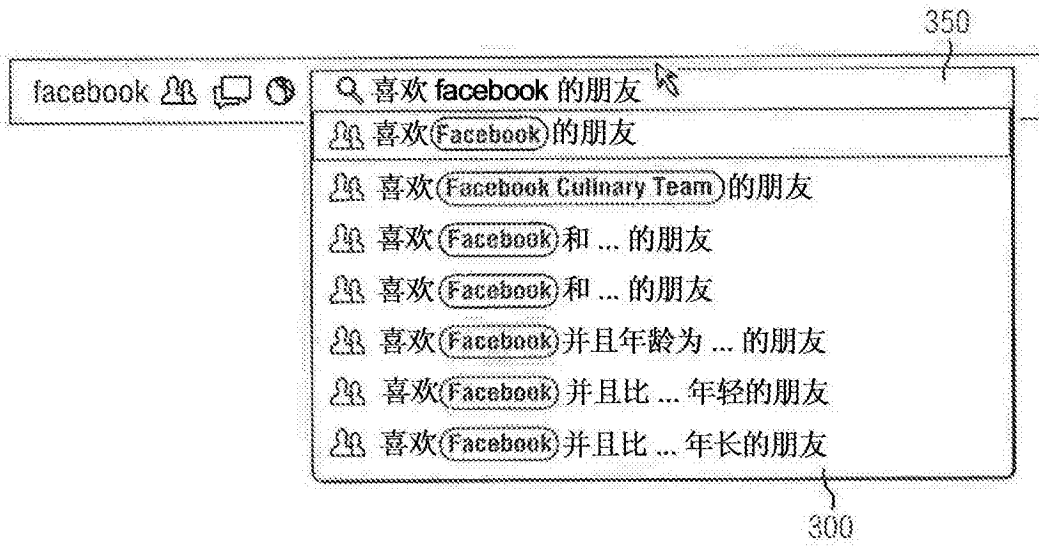 350
facebook 喜欢 facebook 的朋友
喜欢 Facebook 的朋友
喜欢 Facebook Culinary Team 的朋友
喜欢 Facebook 和 ... 的朋友
喜欢 Facebook 和 ... 的朋友
喜欢 Facebook 并且年龄为 ... 的朋友
喜欢 Facebook 并且比 ... 年轻的朋友
喜欢 Facebook 并且比 ... 年长的朋友
300